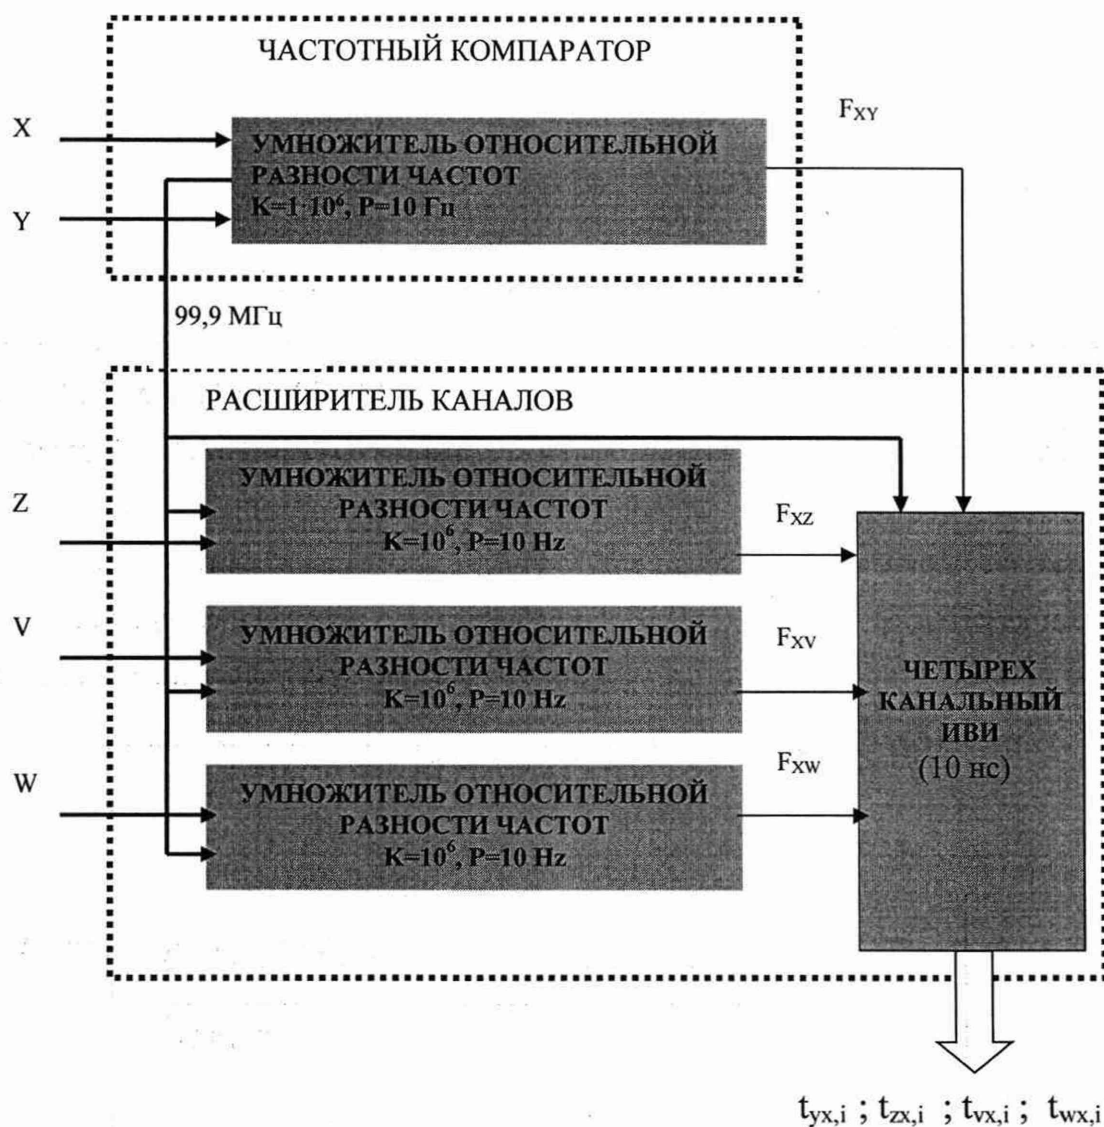 ЧАСТОТНЫЙ КОМПАРАТОР
X
Y
УМНОЖИТЕЛЬ ОТНОСИТЕЛЬНОЙ
РАЗНОСТИ ЧАСТОТ
K=1·10⁶, P=10 Гц
F_XY
99,9 МГц
РАСШИРИТЕЛЬ КАНАЛОВ
Z
УМНОЖИТЕЛЬ ОТНОСИТЕЛЬНОЙ
РАЗНОСТИ ЧАСТОТ
K=10⁶, P=10 Hz
F_XZ
V
УМНОЖИТЕЛЬ ОТНОСИТЕЛЬНОЙ
РАЗНОСТИ ЧАСТОТ
K=10⁶, P=10 Hz
F_XV
W
УМНОЖИТЕЛЬ ОТНОСИТЕЛЬНОЙ
РАЗНОСТИ ЧАСТОТ
K=10⁶, P=10 Hz
F_XW
ЧЕТЫРЕХ
КАНАЛЬНЫЙ
ИВИ
(10 нс)
t_yx,i ; t_zx,i ; t_vx,i ; t_wx,i